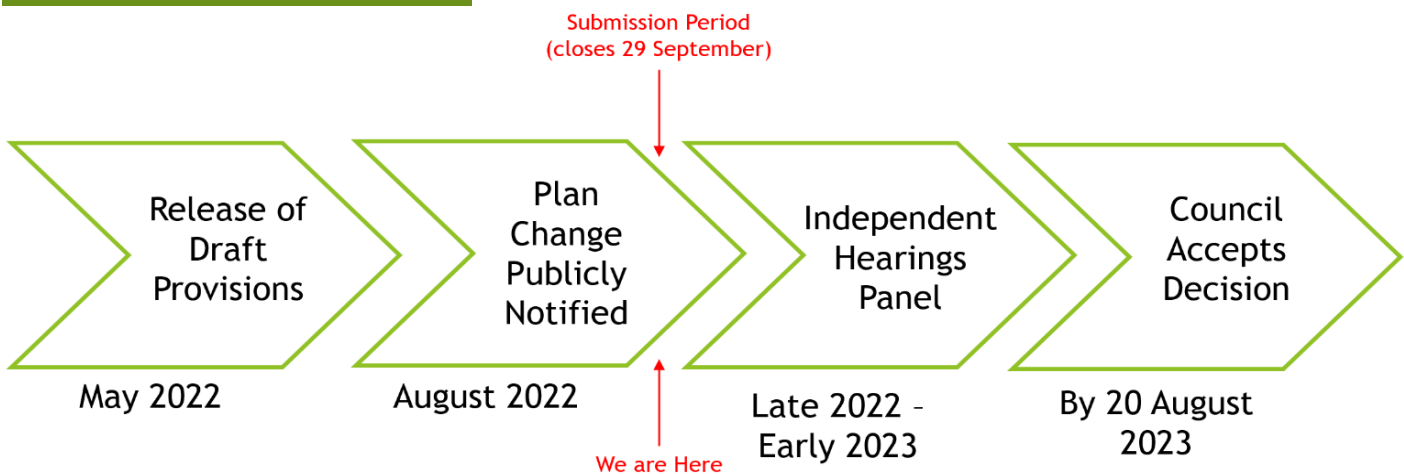 Submission Period
(closes 29 September)
Release of
Draft
Provisions
Plan
Change
Publicly
Notified
Independent
Hearings
Panel
Council
Accepts
Decision
May 2022
August 2022
Late 2022 –
Early 2023
By 20 August
2023
We are Here